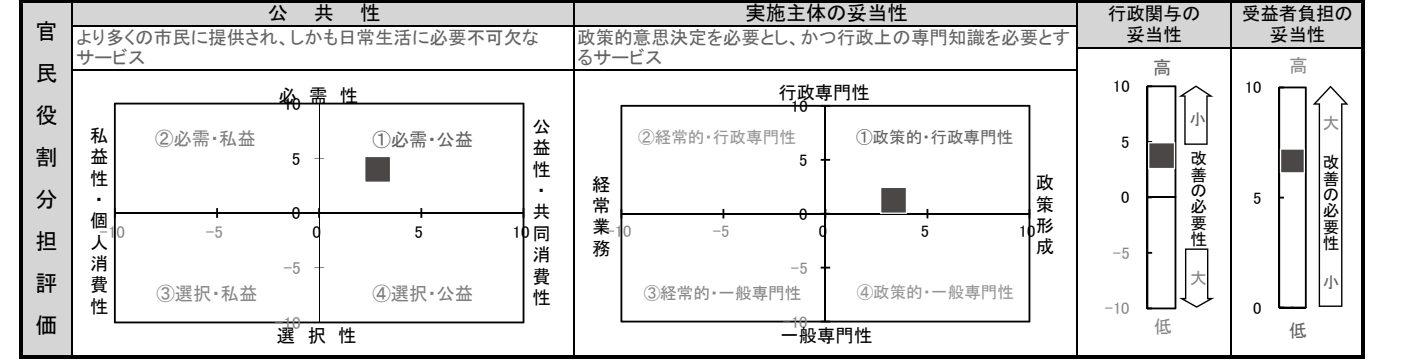 官民役割分担評価
公共性
より多くの市民に提供され、しかも日常生活に必要不可欠な
サービス
必需性
10
②必需・私益
①必需・公益
5
私益性・個人消費性
公益性・共同消費性
0
-10
-5
0
5
10
-5
③選択・私益
④選択・公益
-10
選択性
実施主体の妥当性
政策的意思決定を必要とし、かつ行政上の専門知識を必要とす
るサービス
行政専門性
10
②経常的・行政専門性
①政策的・行政専門性
5
経常業務
政策形成
0
-10
-5
0
5
10
-5
③経常的・一般専門性
④政策的・一般専門性
-10
一般専門性
行政関与の
妥当性
高
10
5
0
-5
-10
小
改善の必要性
大
低
受益者負担の
妥当性
高
10
5
0
大
改善の必要性
小
低